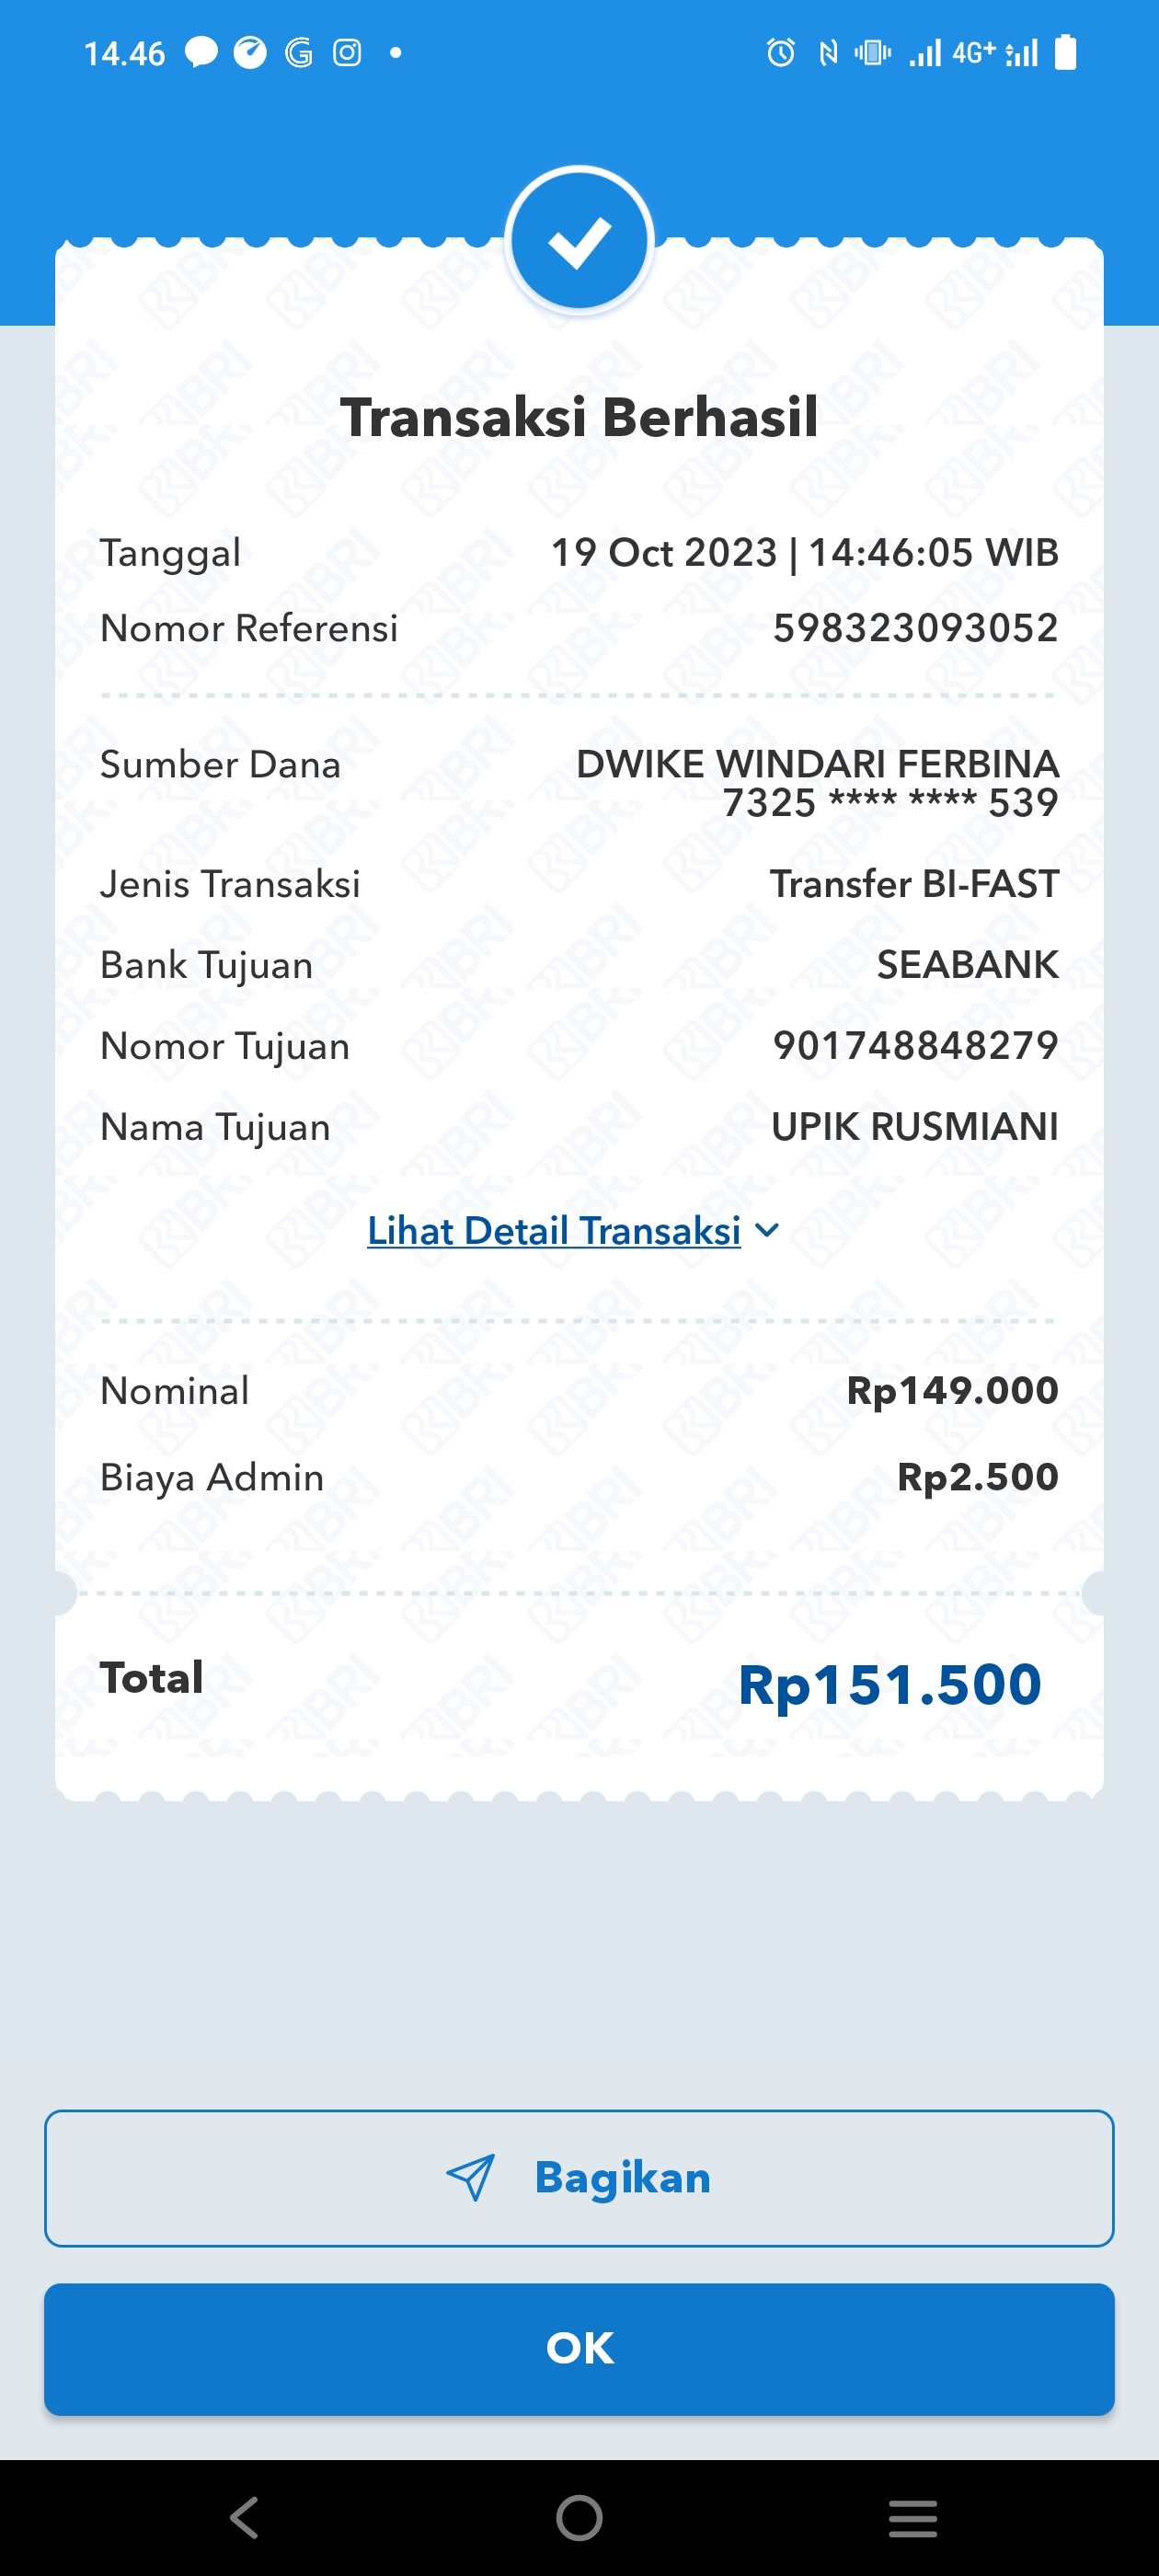 14.46
4G+
Transaksi Berhasil
Tanggal 19 Oct 2023 | 14:46:05 WIB
Nomor Referensi 598323093052
Sumber Dana DWIKE WINDARI FERBINA
7325 **** **** 539
Jenis Transaksi Transfer BI-FAST
Bank Tujuan SEABANK
Nomor Tujuan 901748848279
Nama Tujuan UPIK RUSMIANI
Lihat Detail Transaksi
Nominal Rp149.000
Biaya Admin Rp2.500
Total Rp151.500
Bagikan
OK